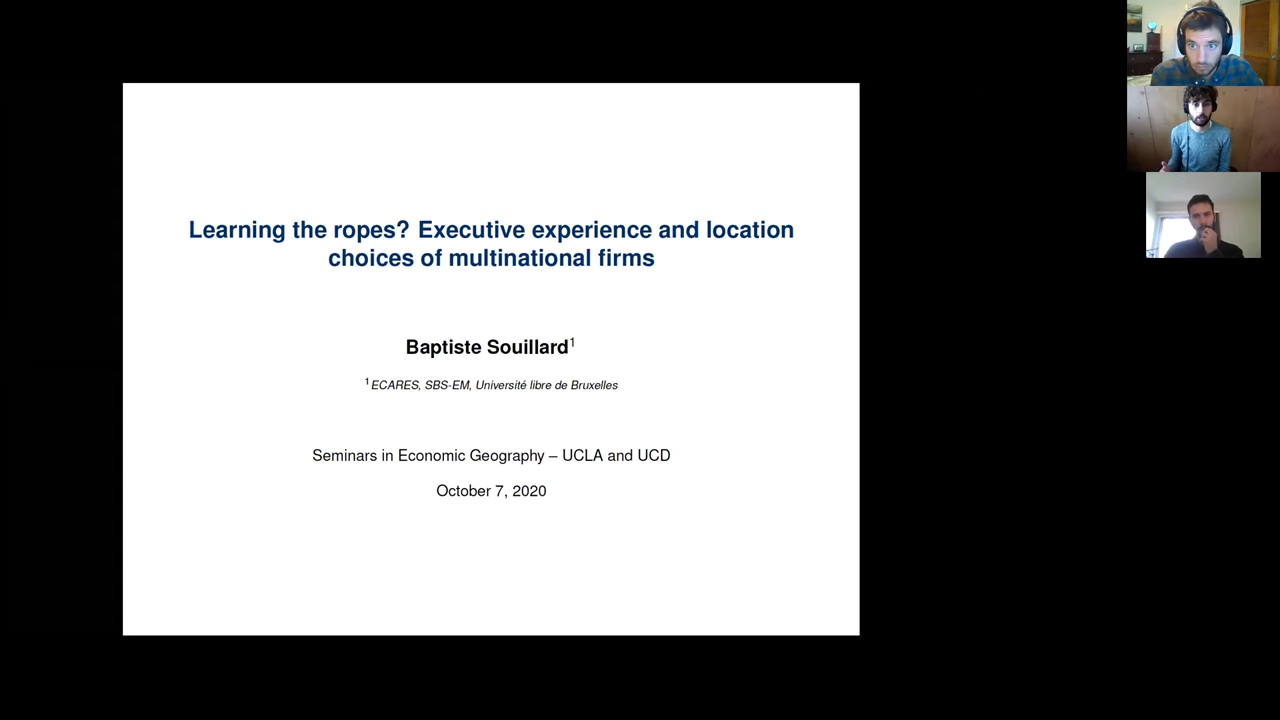 Learning the ropes? Executive experience and location
choices of multinational firms
Baptiste Souillard¹
¹ECARES, SBS-EM, Université libre de Bruxelles
Seminars in Economic Geography – UCLA and UCD
October 7, 2020